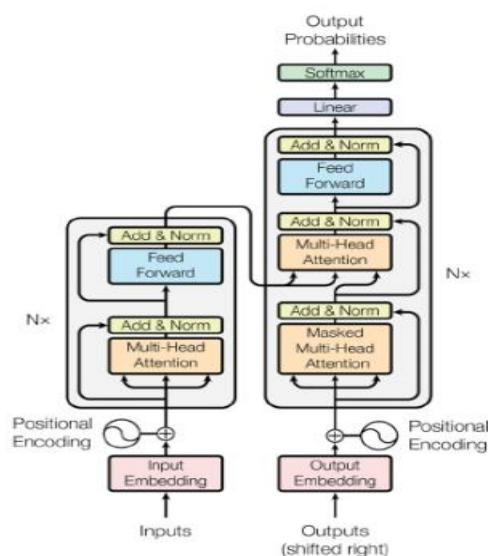 Output
Probabilities
Softmax
Linear
Add & Norm
Feed
Forward
Add & Norm
Multi-Head
Attention
Add & Norm
Masked
Multi-Head
Attention
Nx
Positional
Encoding
Output
Embedding
Outputs
(shifted right)
Add & Norm
Feed
Forward
Add & Norm
Multi-Head
Attention
Nx
Positional
Encoding
Input
Embedding
Inputs